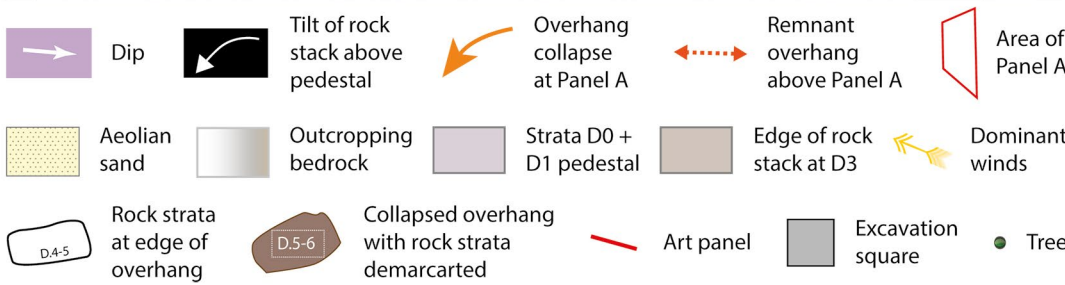 Dip
Tilt of rock
stack above
pedestal
Overhang
collapse
at Panel A
Remnant
overhang
above Panel A
Area of
Panel A
Aeolian
sand
Outcropping
bedrock
Strata D0 +
D1 pedestal
Edge of rock
stack at D3
Dominant
winds
D.4-5
Rock strata
at edge of
overhang
D.5-6
Collapsed overhang
with rock strata
demarcarted
Art panel
Excavation
square
Tree